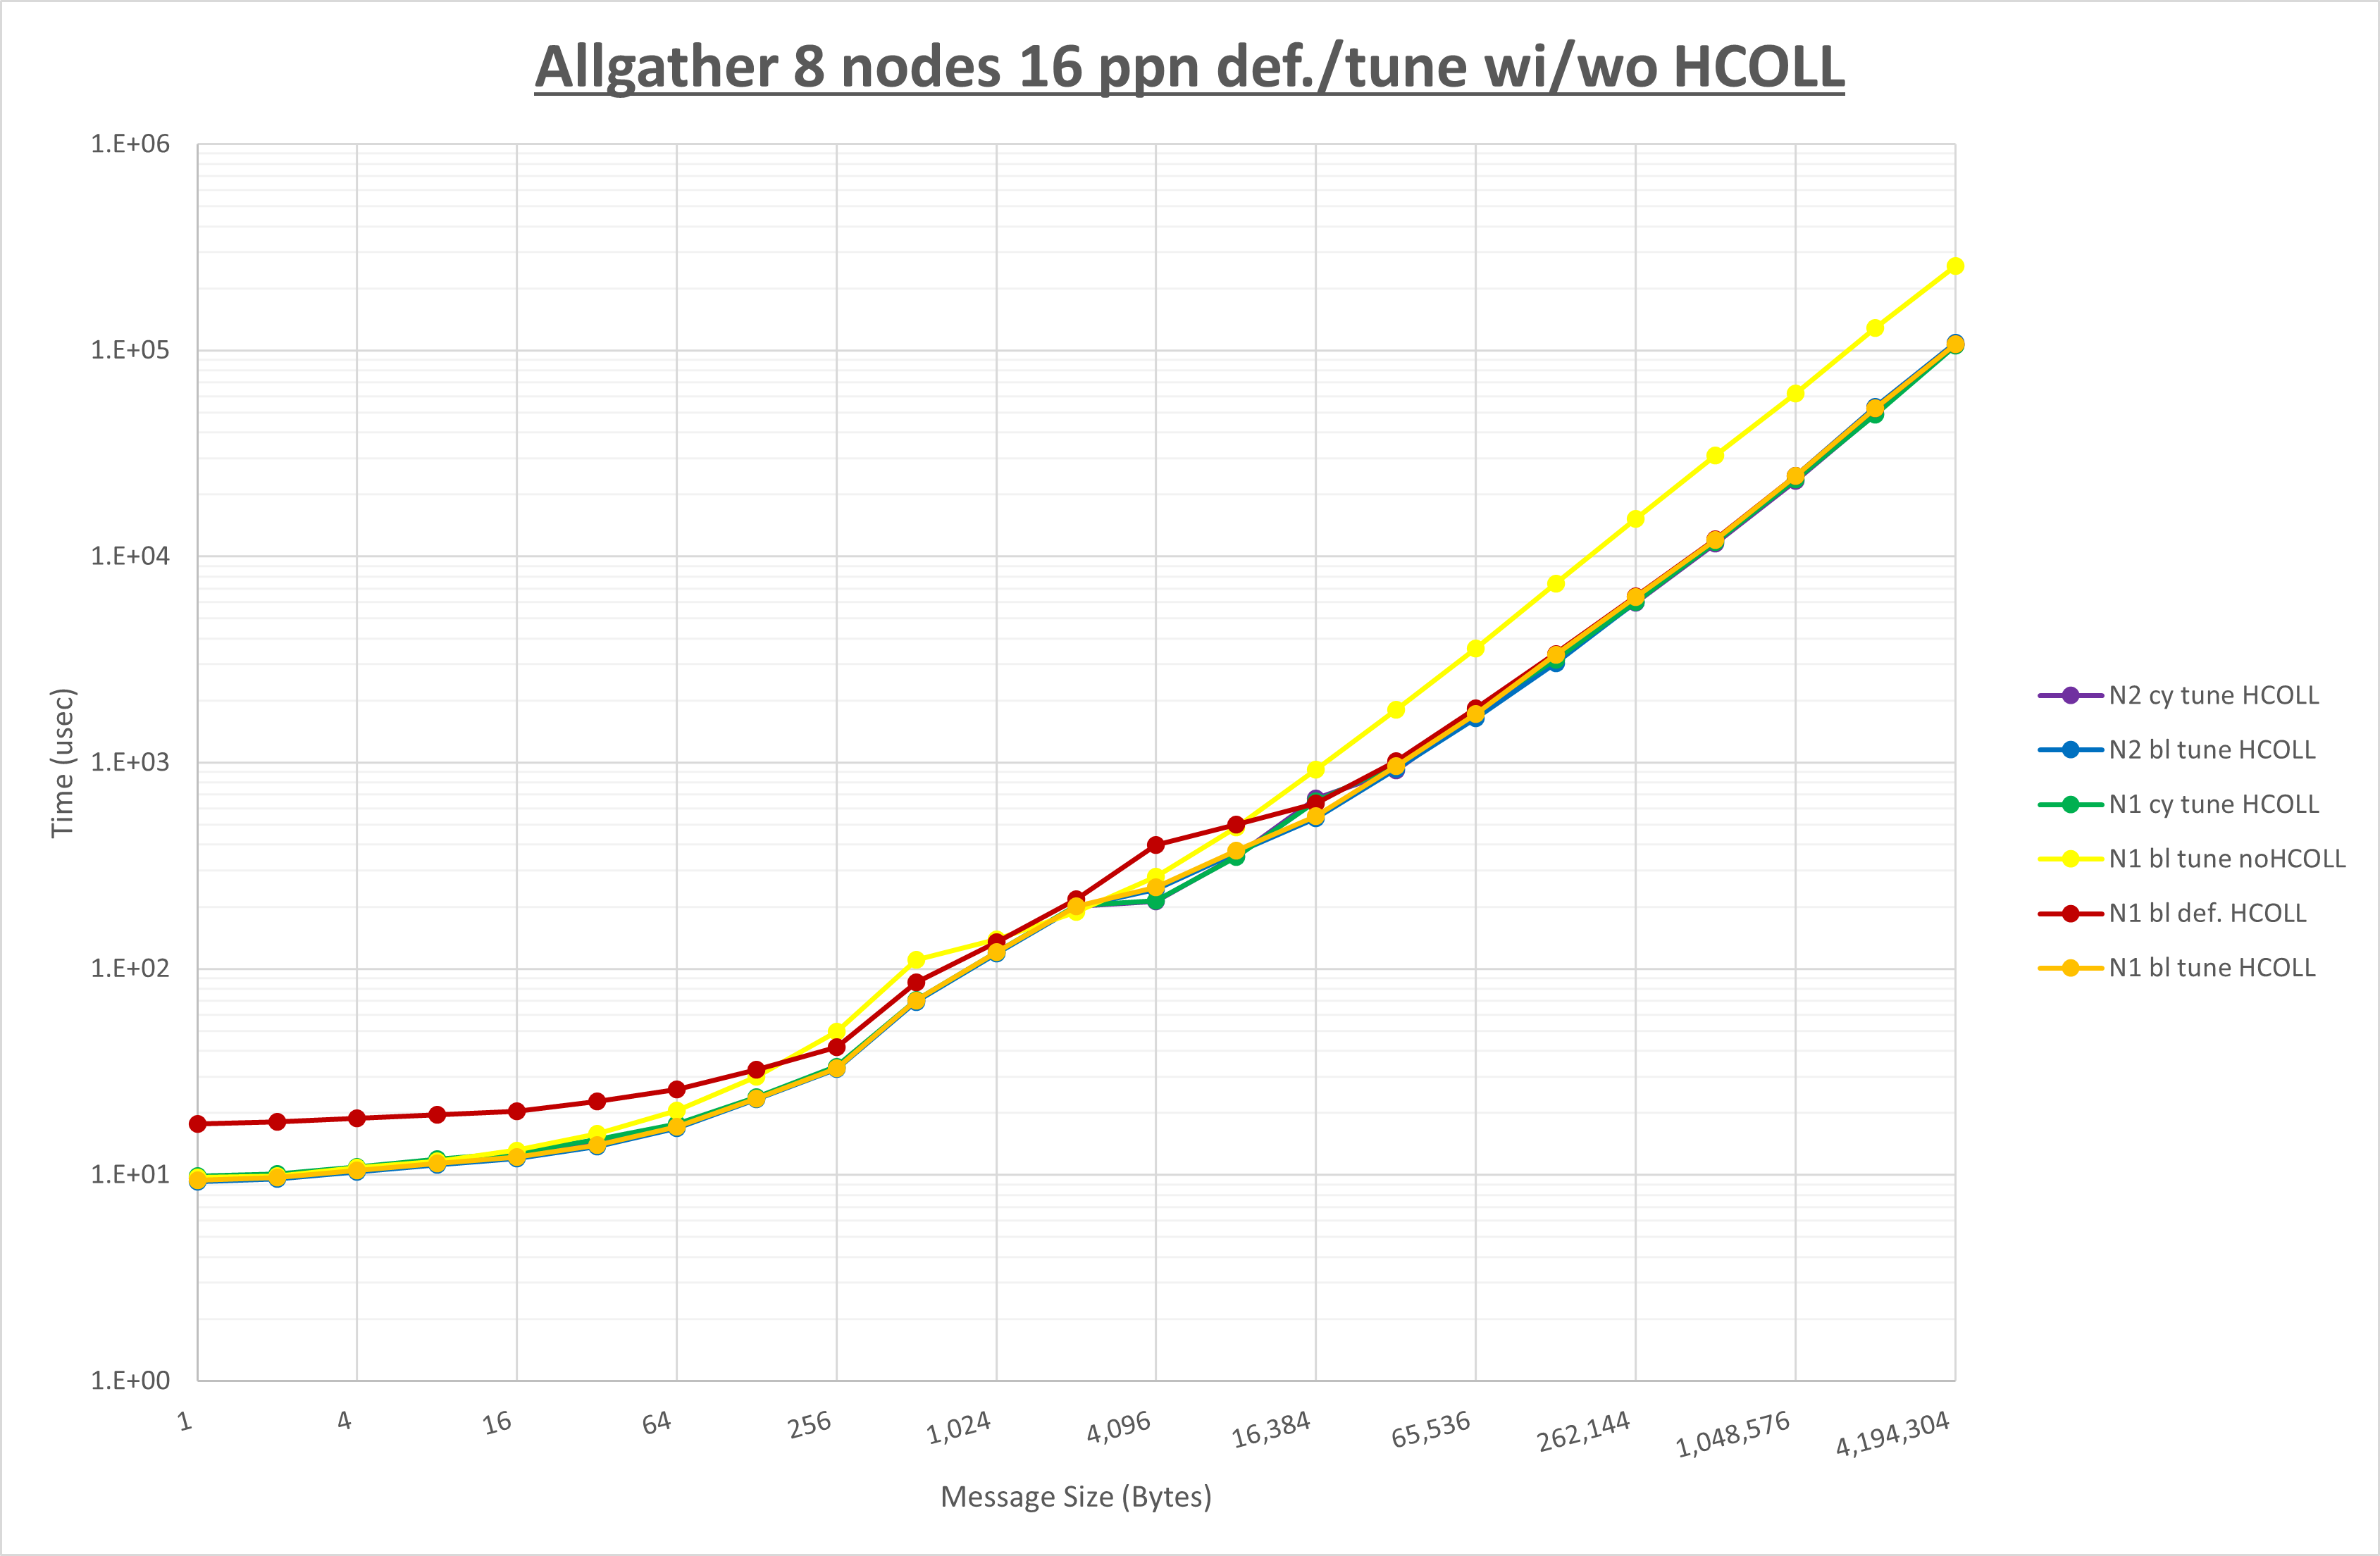 Allgather 8 nodes 16 ppn def./tune wi/wo HCOLL
1.E+06
1.E+05
1.E+04
1.E+03
1.E+02
1.E+01
1.E+00
Time (usec)
1
4
16
64
256
1,024
4,096
16,384
65,536
262,144
1,048,576
4,194,304
Message Size (Bytes)
N2 cy tune HCOLL
N2 bl tune HCOLL
N1 cy tune HCOLL
N1 bl tune noHCOLL
N1 bl def. HCOLL
N1 bl tune HCOLL